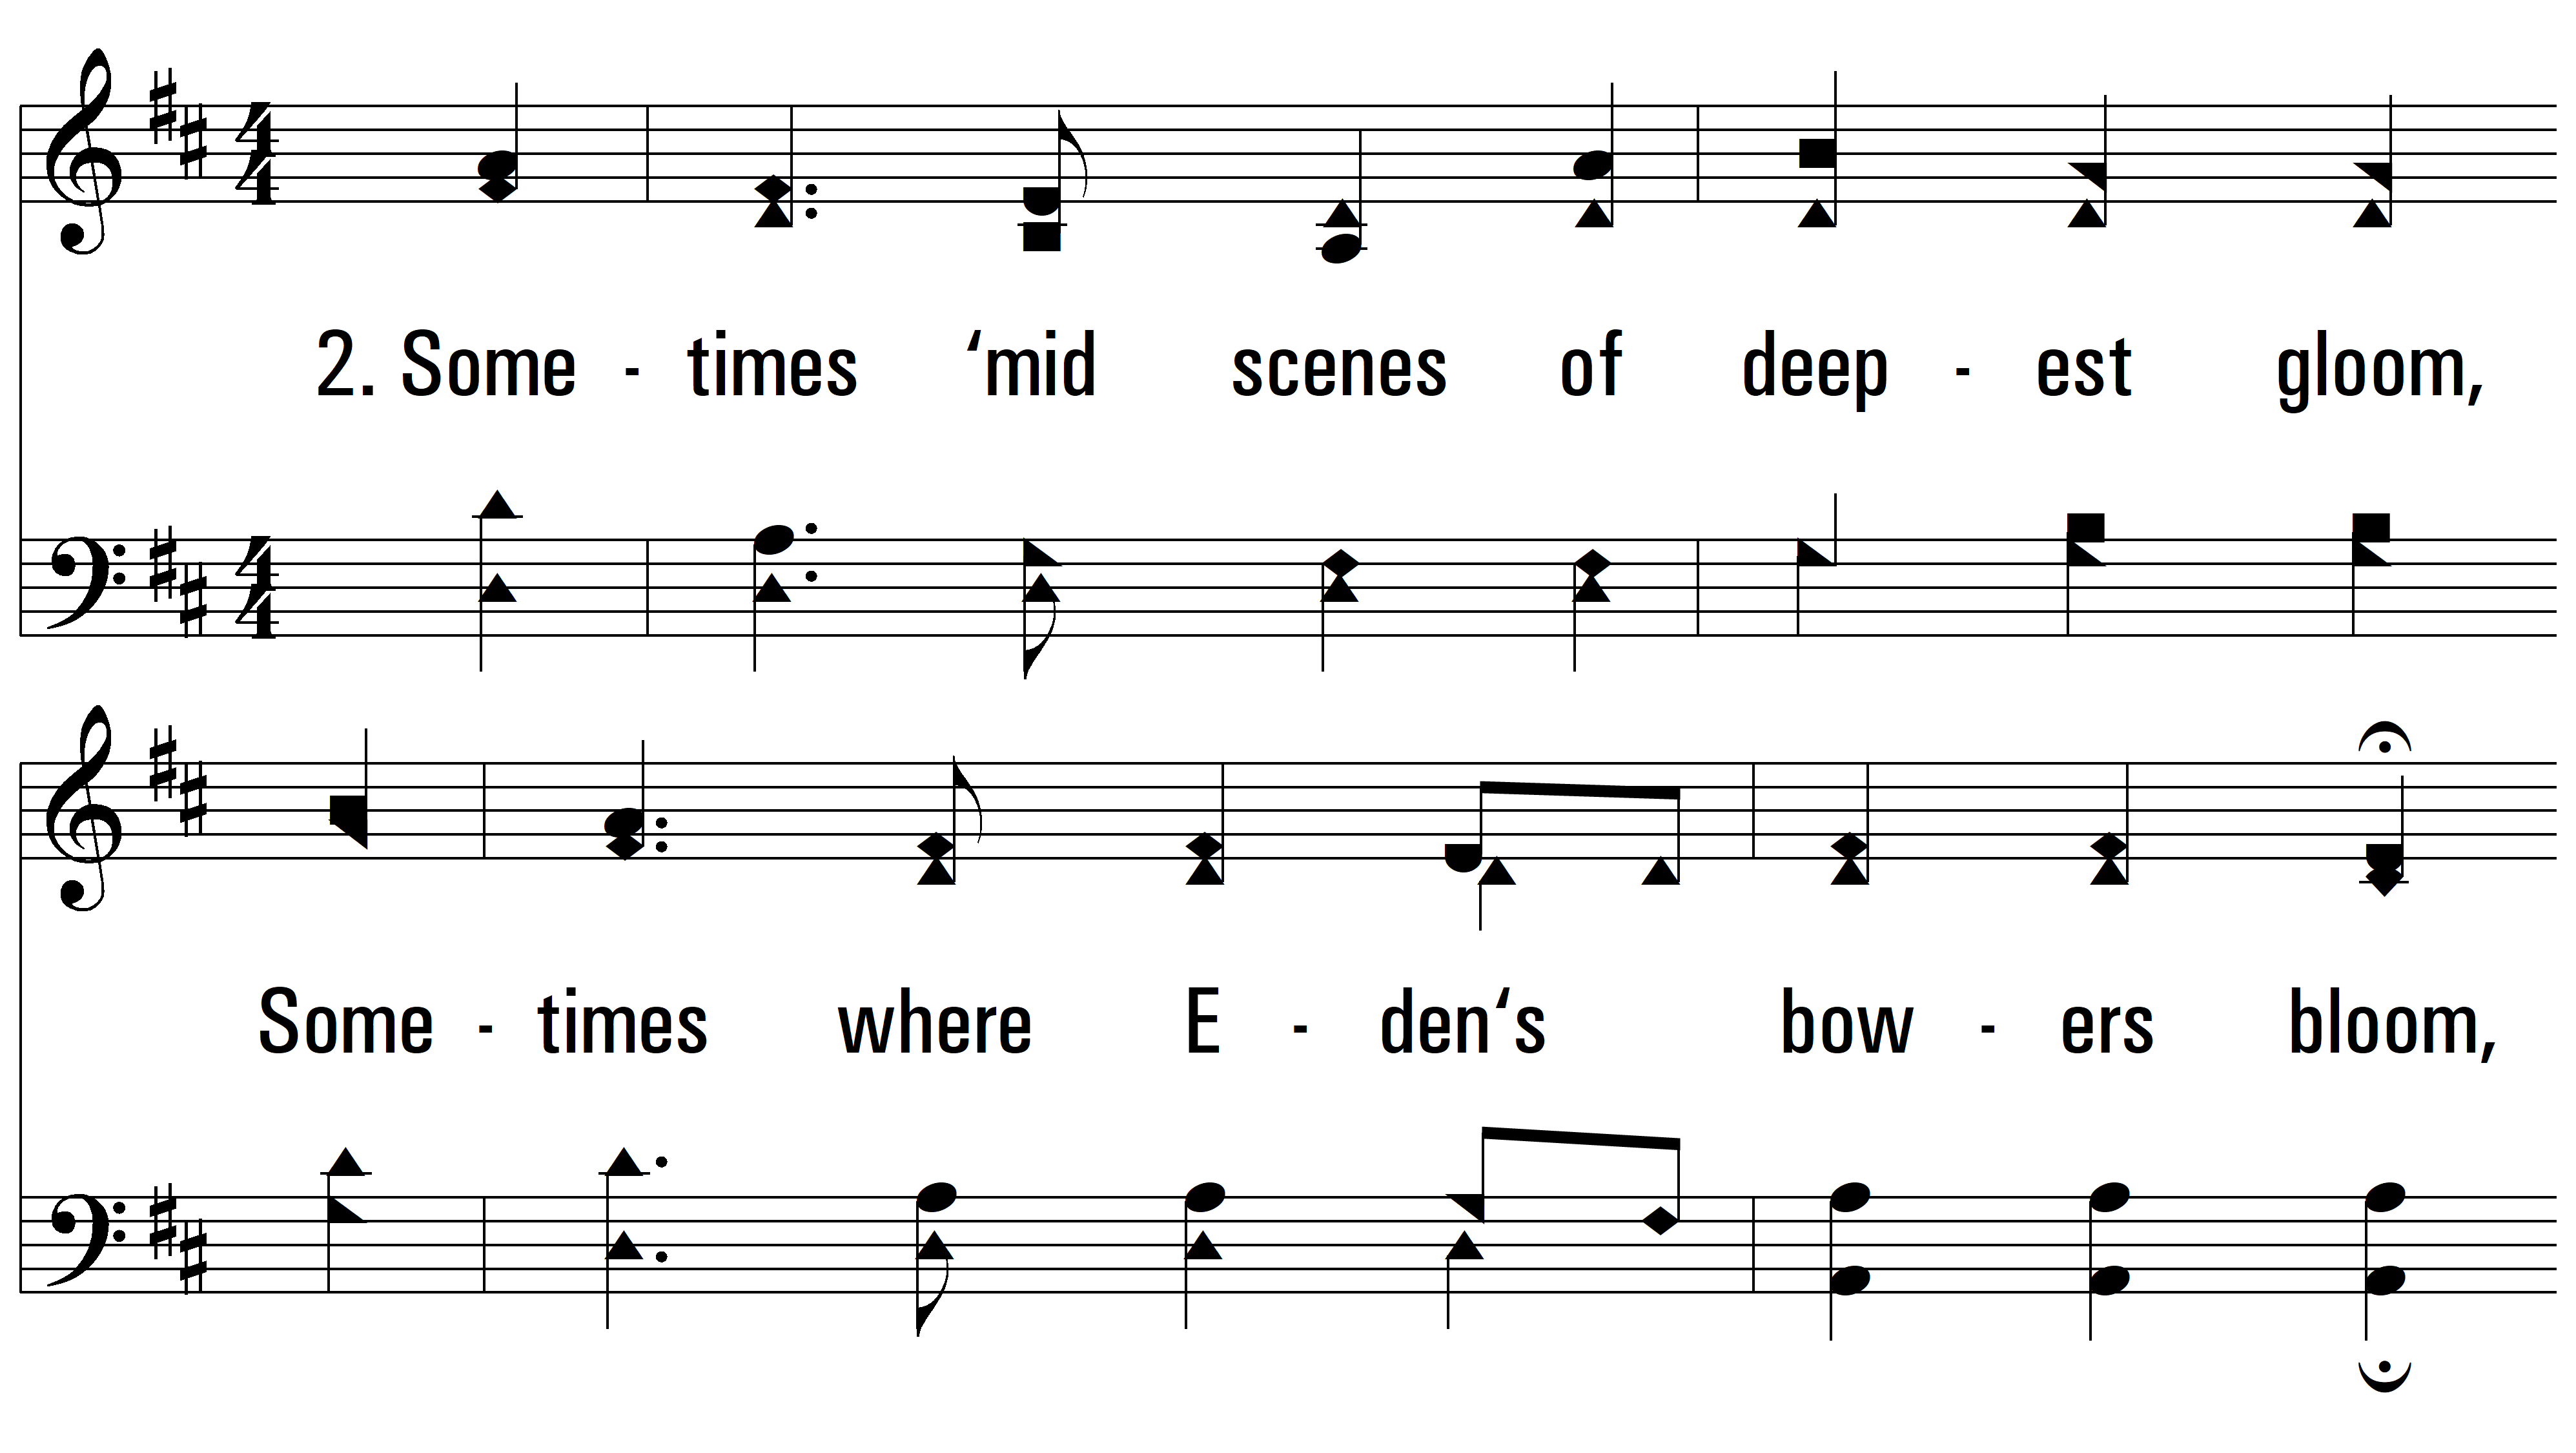 2. Some - times ‘mid scenes of deep - est gloom,
Some - times where E - den‘s bow - ers bloom,